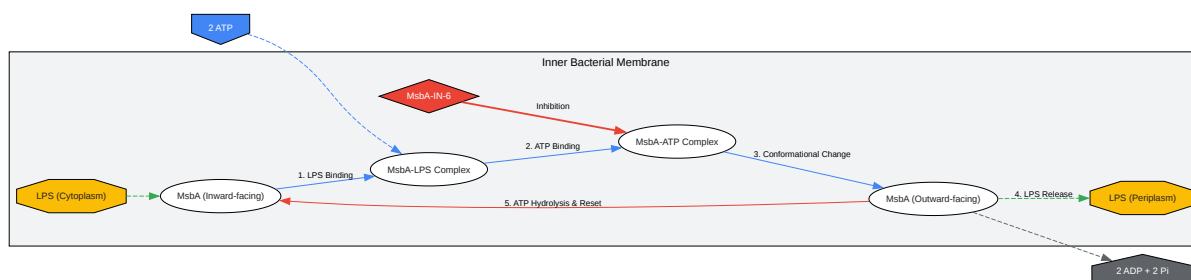 2 ATP
Inner Bacterial Membrane
MsbA-IN-6
Inhibition
MsbA-ATP Complex
2. ATP Binding
3. Conformational Change
MsbA-LPS Complex
1. LPS Binding
LPS (Cytoplasm)
MsbA (Inward-facing)
5. ATP Hydrolysis & Reset
MsbA (Outward-facing)
4. LPS Release
LPS (Periplasm)
2 ADP + 2 Pi